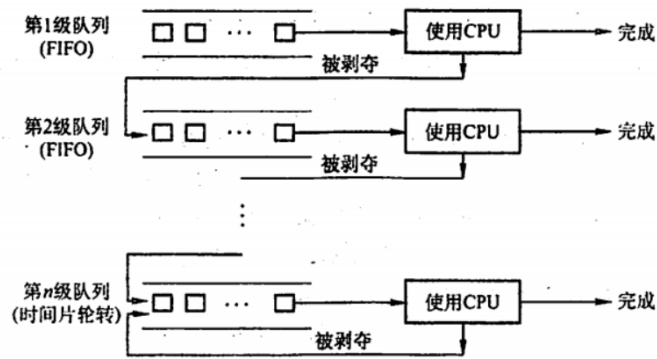 第1级队列
(FIFO)
··· 使用CPU 完成
被剥夺
第2级队列
(FIFO)
··· 使用CPU 完成
被剥夺
第n级队列
(时间片轮转)
··· 使用CPU 完成
被剥夺